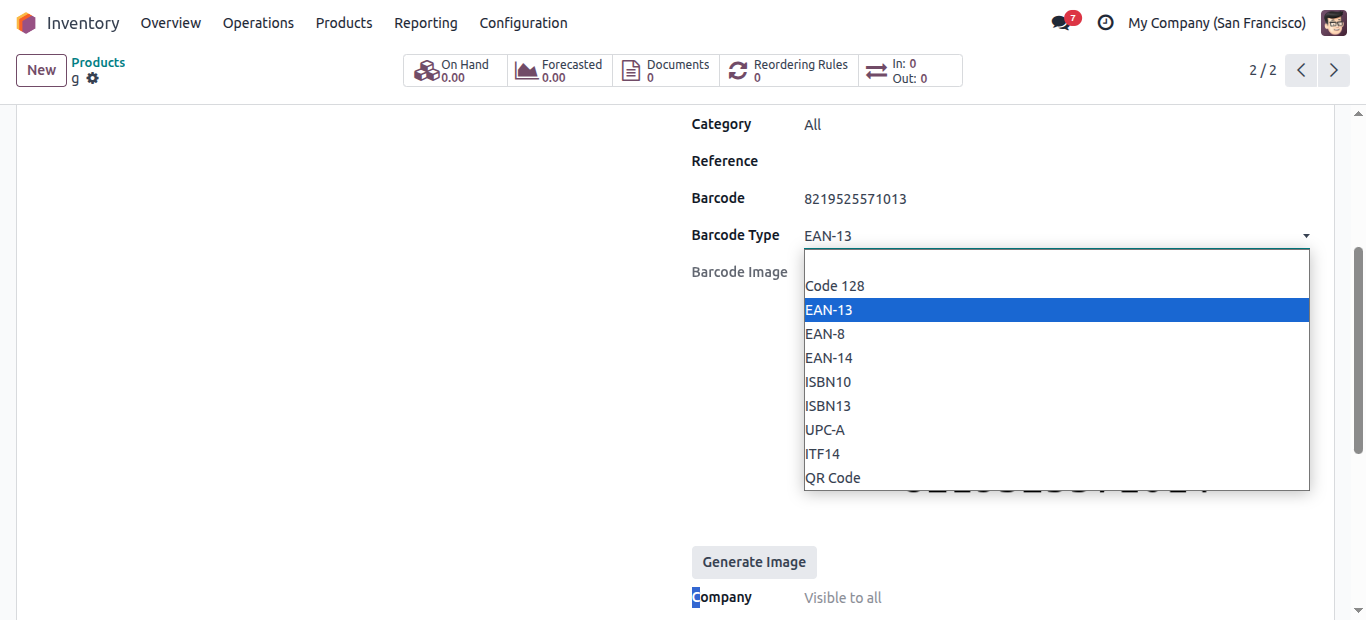 Inventory Overview Operations Products Reporting Configuration 7 My Company (San Francisco)
New Products
g
On Hand
0.00
Forecasted
0.00
Documents
0
Reordering Rules
0
In: 0
Out: 0
2 / 2
Category All
Reference
Barcode 8219525571013
Barcode Type EAN-13
Barcode Image
Code 128
EAN-13
EAN-8
EAN-14
ISBN10
ISBN13
UPC-A
ITF14
QR Code
Generate Image
Company Visible to all